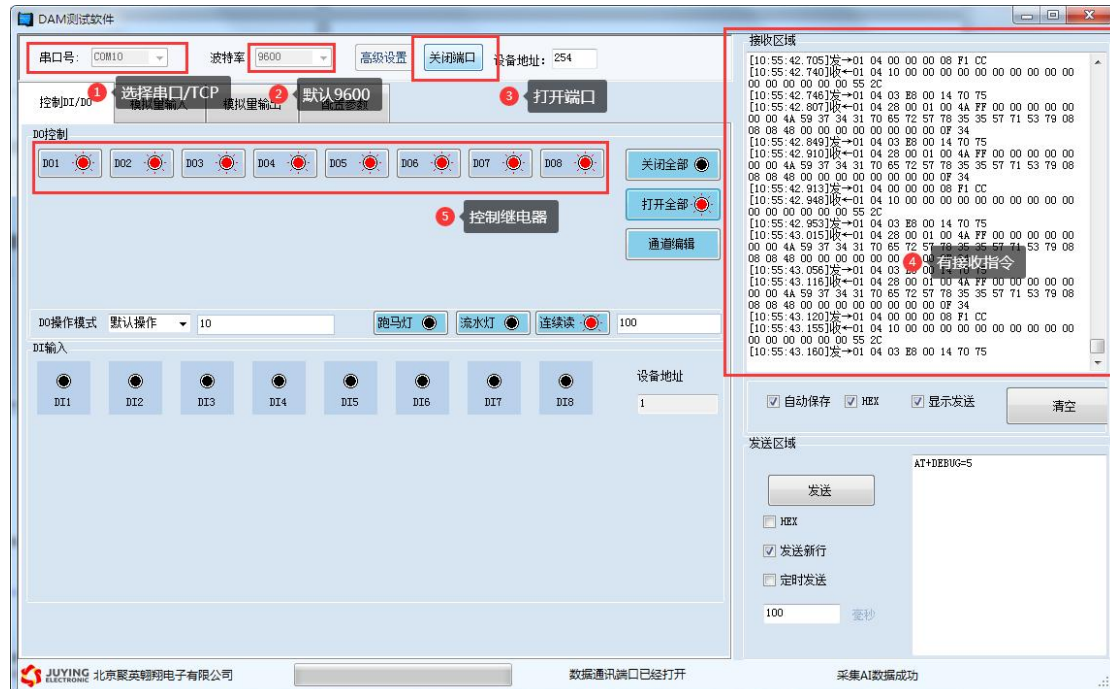 DAM测试软件
串口号: COM10 波特率 9600 高级设置 关闭端口 设备地址: 254
1 选择串口/TCP 2 默认9600 3 打开端口
控制DI/DO 模拟量输入 模拟量输出 配置参数
DO控制
DO1 DO2 DO3 DO4 DO5 DO6 DO7 DO8
关闭全部
打开全部
5 控制继电器
通道编辑
DO操作模式 默认操作 10 跑马灯 流水灯 连续读 100
DI输入
设备地址
DI1 DI2 DI3 DI4 DI5 DI6 DI7 DI8 1
接收区域
[10:55:42.705]发→01 04 00 00 00 08 F1 CC
[10:55:42.740]收←01 04 10 00 00 00 00 00 00 00 00 00 00
00 00 00 00 00 00 55 2C
[10:55:42.746]发→01 04 03 E8 00 14 70 75
[10:55:42.807]收←01 04 28 00 01 00 4A FF 00 00 00 00 00
00 00 4A 59 37 34 31 70 65 72 57 78 35 35 57 71 53 79 08
08 08 48 00 00 00 00 00 00 00 00 0F 34
[10:55:42.849]发→01 04 03 E8 00 14 70 75
[10:55:42.910]收←01 04 28 00 01 00 4A FF 00 00 00 00 00
00 00 4A 59 37 34 31 70 65 72 57 78 35 35 57 71 53 79 08
08 08 48 00 00 00 00 00 00 00 00 0F 34
[10:55:42.913]发→01 04 00 00 00 08 F1 CC
[10:55:42.948]收←01 04 10 00 00 00 00 00 00 00 00 00 00
00 00 00 00 00 00 55 2C
[10:55:42.953]发→01 04 03 E8 00 14 70 75
[10:55:43.015]收←01 04 28 00 01 00 4A FF 00 00 00 00 00
00 00 4A 59 37 34 31 70 65 72 57 78 35 35 57 71 53 79 08
08 08 48 00 00 00 00 00
4 有接收指令
[10:55:43.056]发→01 04 03 E8 00 14 70 75
[10:55:43.116]收←01 04 28 00 01 00 4A FF 00 00 00 00 00
00 00 4A 59 37 34 31 70 65 72 57 78 35 35 57 71 53 79 08
08 08 48 00 00 00 00 00 00 00 00 0F 34
[10:55:43.120]发→01 04 00 00 00 08 F1 CC
[10:55:43.155]收←01 04 10 00 00 00 00 00 00 00 00 00 00
00 00 00 00 00 00 55 2C
[10:55:43.160]发→01 04 03 E8 00 14 70 75
自动保存 HEX 显示发送 清空
发送区域
AT+DEBUG=5
发送
HEX
发送新行
定时发送
100 毫秒
JUYING ELECTRONIC 北京聚英翱翔电子有限公司 数据通讯端口已经打开 采集AI数据成功